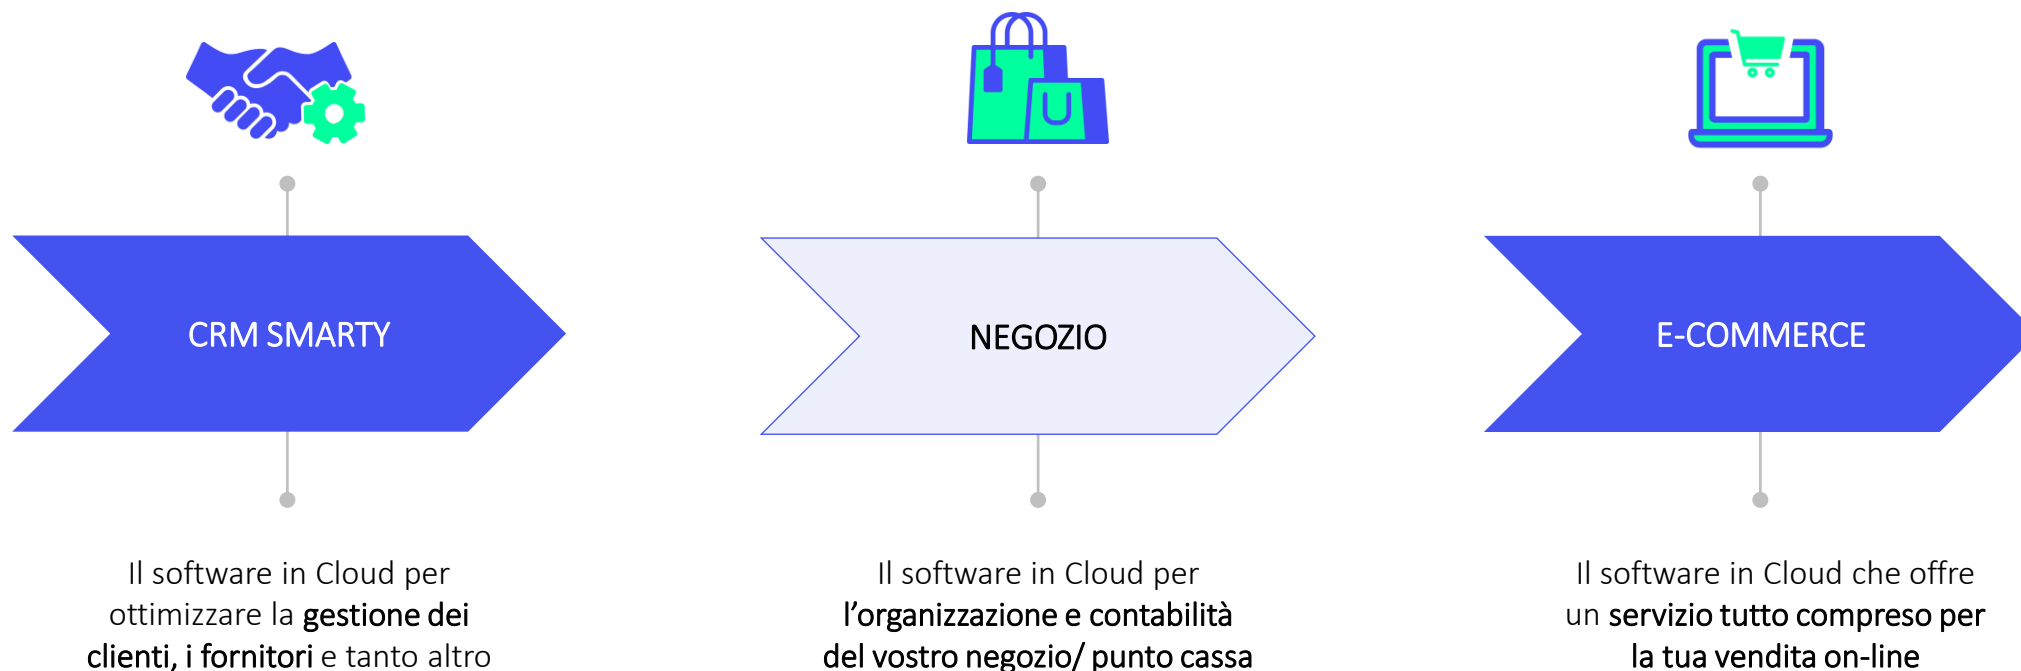 CRM SMARTY
NEGOZIO
E-COMMERCE
Il software in Cloud per
ottimizzare la gestione dei
clienti, i fornitori e tanto altro
Il software in Cloud per
l’organizzazione e contabilità
del vostro negozio/ punto cassa
Il software in Cloud che offre
un servizio tutto compreso per
la tua vendita on-line